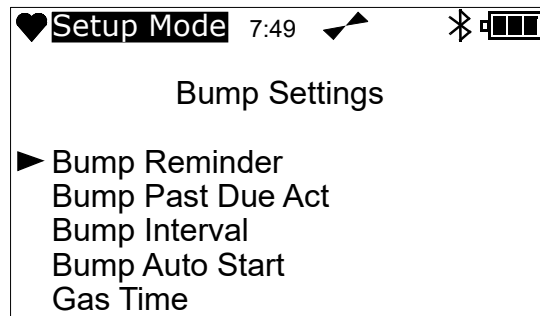 Setup Mode 7:49
Bump Settings
Bump Reminder
Bump Past Due Act
Bump Interval
Bump Auto Start
Gas Time